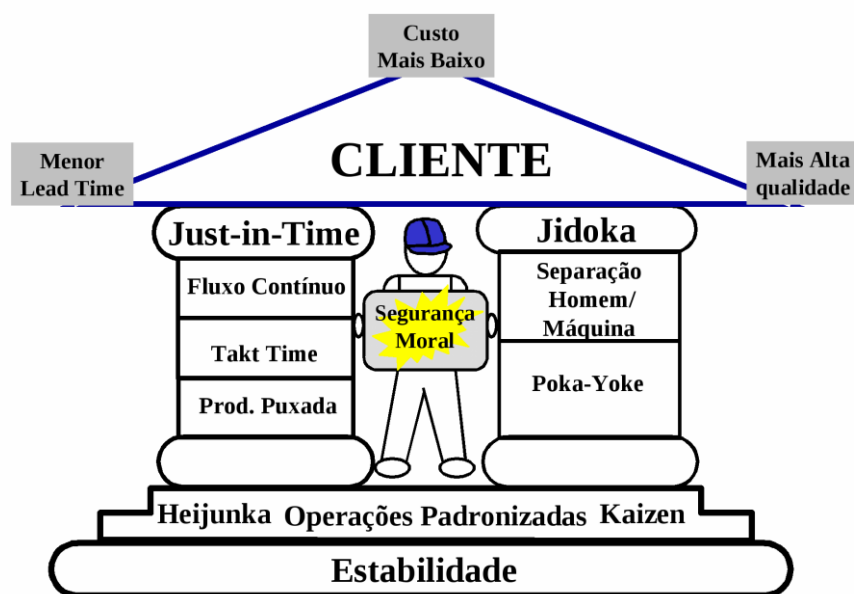 Custo
Mais Baixo
CLIENTE
Menor
Lead Time
Mais Alta
qualidade
Just-in-Time
Fluxo Contínuo
Takt Time
Prod. Puxada
Segurança
Moral
Jidoka
Separação
Homem/
Máquina
Poka-Yoke
Heijunka Operações Padronizadas Kaizen
Estabilidade